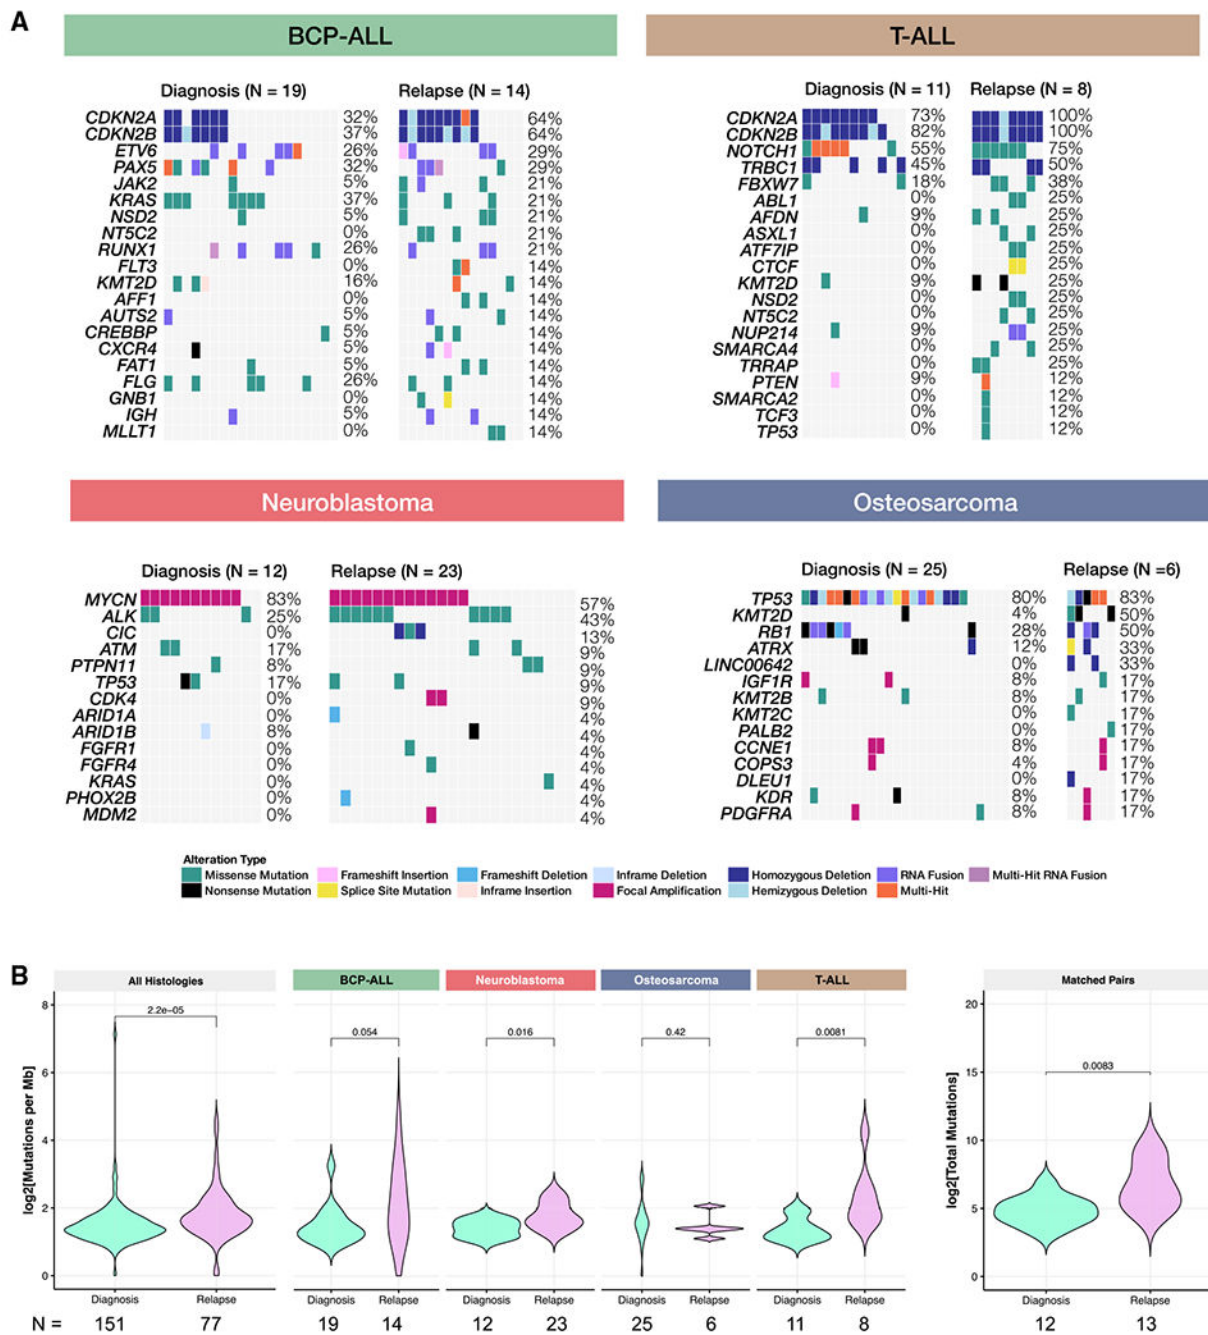 A
BCP-ALL
T-ALL
Diagnosis (N = 19)
Relapse (N = 14)
CDKN2A 32% 64%
CDKN2B 37% 64%
ETV6 26% 29%
PAX5 32% 29%
JAK2 5% 21%
KRAS 37% 21%
NSD2 5% 21%
NT5C2 0% 21%
RUNX1 26% 21%
FLT3 0% 14%
KMT2D 16% 14%
AFF1 0% 14%
AUTS2 5% 14%
CREBBP 5% 14%
CXCR4 5% 14%
FAT1 5% 14%
FLG 26% 14%
GNB1 0% 14%
IGH 5% 14%
MLLT1 0% 14%
Diagnosis (N = 11)
Relapse (N = 8)
CDKN2A 73% 100%
CDKN2B 82% 100%
NOTCH1 55% 75%
TRBC1 45% 50%
FBXW7 18% 38%
ABL1 0% 25%
AFDN 9% 25%
ASXL1 0% 25%
ATF7IP 0% 25%
CTCF 0% 25%
KMT2D 9% 25%
NSD2 0% 25%
NT5C2 0% 25%
NUP214 9% 25%
SMARCA4 0% 25%
TRRAP 0% 25%
PTEN 9% 12%
SMARCA2 0% 12%
TCF3 0% 12%
TP53 0% 12%
Neuroblastoma
Osteosarcoma
Diagnosis (N = 12)
Relapse (N = 23)
MYCN 83% 57%
ALK 25% 43%
CIC 0% 13%
ATM 17% 9%
PTPN11 8% 9%
TP53 17% 9%
CDK4 0% 9%
ARID1A 0% 4%
ARID1B 8% 4%
FGFR1 0% 4%
FGFR4 0% 4%
KRAS 0% 4%
PHOX2B 0% 4%
MDM2 0% 4%
Diagnosis (N = 25)
Relapse (N =6)
TP53 80% 83%
KMT2D 4% 50%
RB1 28% 50%
ATRX 12% 33%
LINC00642 0% 33%
IGF1R 8% 17%
KMT2B 8% 17%
KMT2C 0% 17%
PALB2 0% 17%
CCNE1 8% 17%
COPS3 4% 17%
DLEU1 0% 17%
KDR 8% 17%
PDGFRA 8% 17%
Alteration Type
Missense Mutation Frameshift Insertion Frameshift Deletion Inframe Deletion Homozygous Deletion RNA Fusion Multi-Hit RNA Fusion
Nonsense Mutation Splice Site Mutation Inframe Insertion Focal Amplification Hemizygous Deletion Multi-Hit
B
All Histologies BCP-ALL Neuroblastoma Osteosarcoma T-ALL Matched Pairs
log2[Mutations per Mb]
8
6
4
2
0
2.2e-05
0.054
0.016
0.42
0.0081
log2[Total Mutations]
20
15
10
5
0
0.0083
Diagnosis Relapse Diagnosis Relapse Diagnosis Relapse Diagnosis Relapse Diagnosis Relapse Diagnosis Relapse
N = 151 77 19 14 12 23 25 6 11 8 12 13